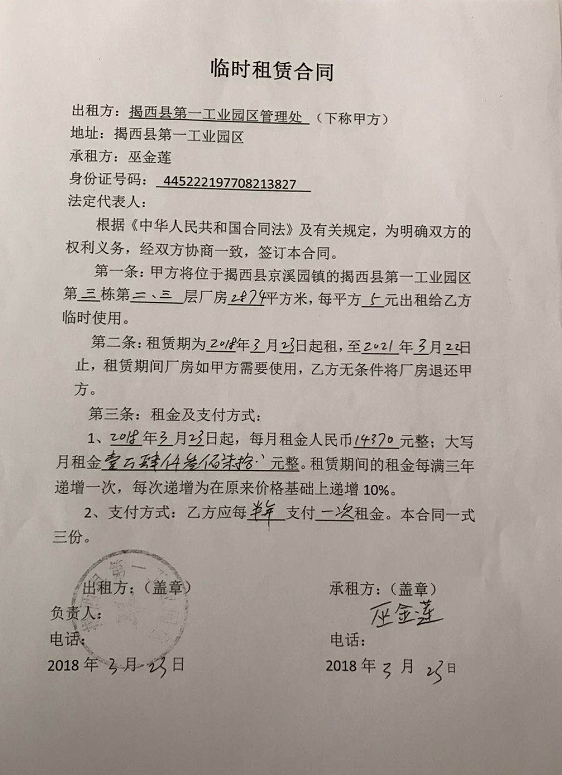 临时租赁合同
出租方：揭西县第一工业园区管理处（下称甲方）
地址：揭西县第一工业园区
承租方：巫金莲
身份证号码：445222197708213827
法定代表人：
根据《中华人民共和国合同法》及有关规定，为明确双方的
权利义务，经双方协商一致，签订本合同。
第一条：甲方将位于揭西县京溪园镇的揭西县第一工业园区
第三栋第二、三层厂房2874平方米，每平方5元出租给乙方
临时使用。
第二条：租赁期为2018年3月23日起租，至2021年3月22日
止，租赁期间厂房如甲方需要使用，乙方无条件将厂房退还甲
方。
第三条：租金及支付方式：
1、2018年3月23日起，每月租金人民币14370元整；大写
月租金壹万肆仟叁佰柒拾元整。租赁期间的租金每满三年
递增一次，每次递增为在原来价格基础上递增10%。
2、支付方式：乙方应每半年支付一次租金。本合同一式
三份。
出租方：（盖章） 承租方：（盖章）
负责人： 巫金莲
电话： 电话：
2018年3月23日 2018年3月23日